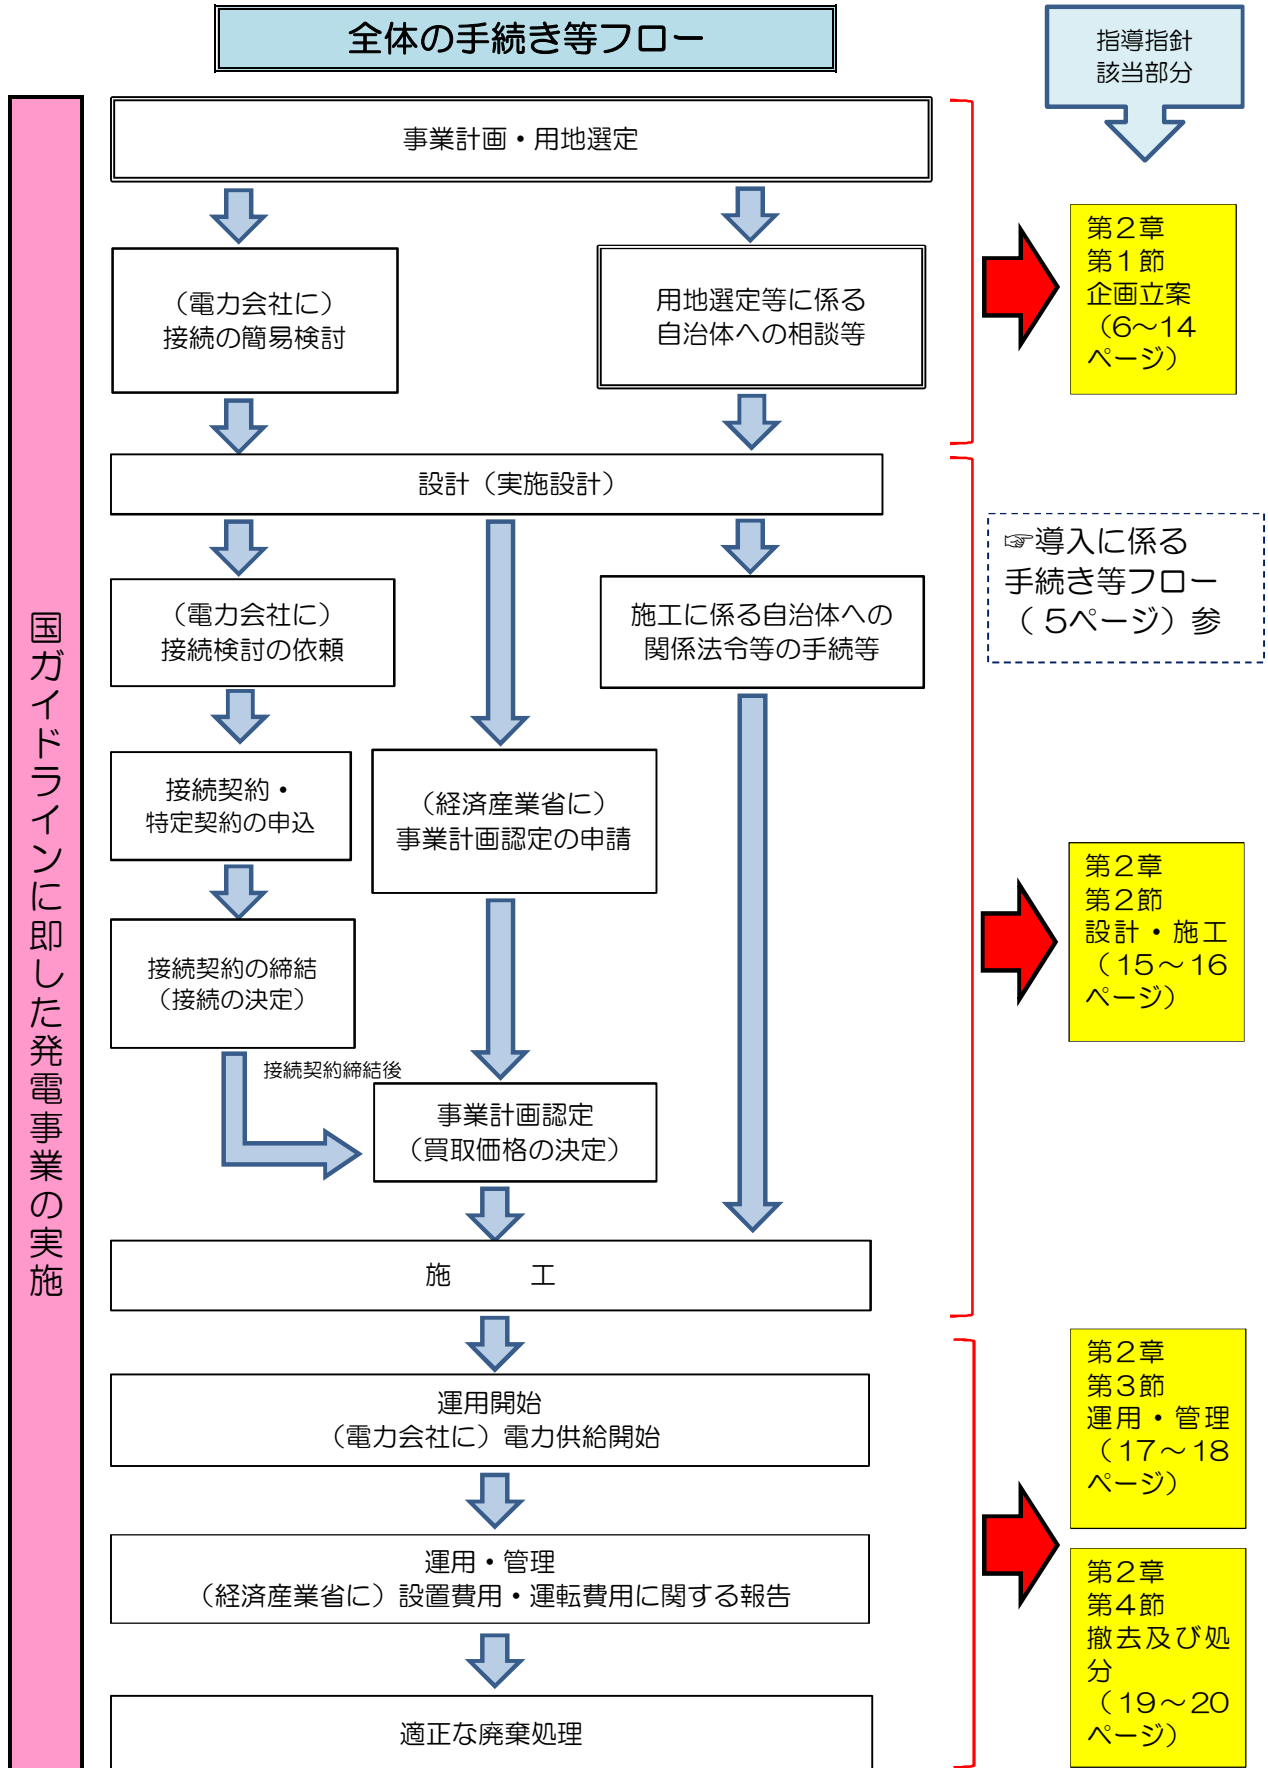 全体の手続き等フロー
指導指針
該当部分
国ガイドラインに即した発電事業の実施
事業計画・用地選定
(電力会社に)
接続の簡易検討
用地選定等に係る
自治体への相談等
第2章
第1節
企画立案
(6~14
ページ)
設計(実施設計)
☞導入に係る
手続き等フロー
( 5ページ)参
(電力会社に)
接続検討の依頼
施工に係る自治体への
関係法令等の手続等
接続契約・
特定契約の申込
(経済産業省に)
事業計画認定の申請
第2章
第2節
設計・施工
(15~16
ページ)
接続契約の締結
(接続の決定)
接続契約締結後
事業計画認定
(買取価格の決定)
施 工
運用開始
(電力会社に)電力供給開始
第2章
第3節
運用・管理
(17~18
ページ)
運用・管理
(経済産業省に)設置費用・運転費用に関する報告
第2章
第4節
撤去及び処
分
(19~20
ページ)
適正な廃棄処理